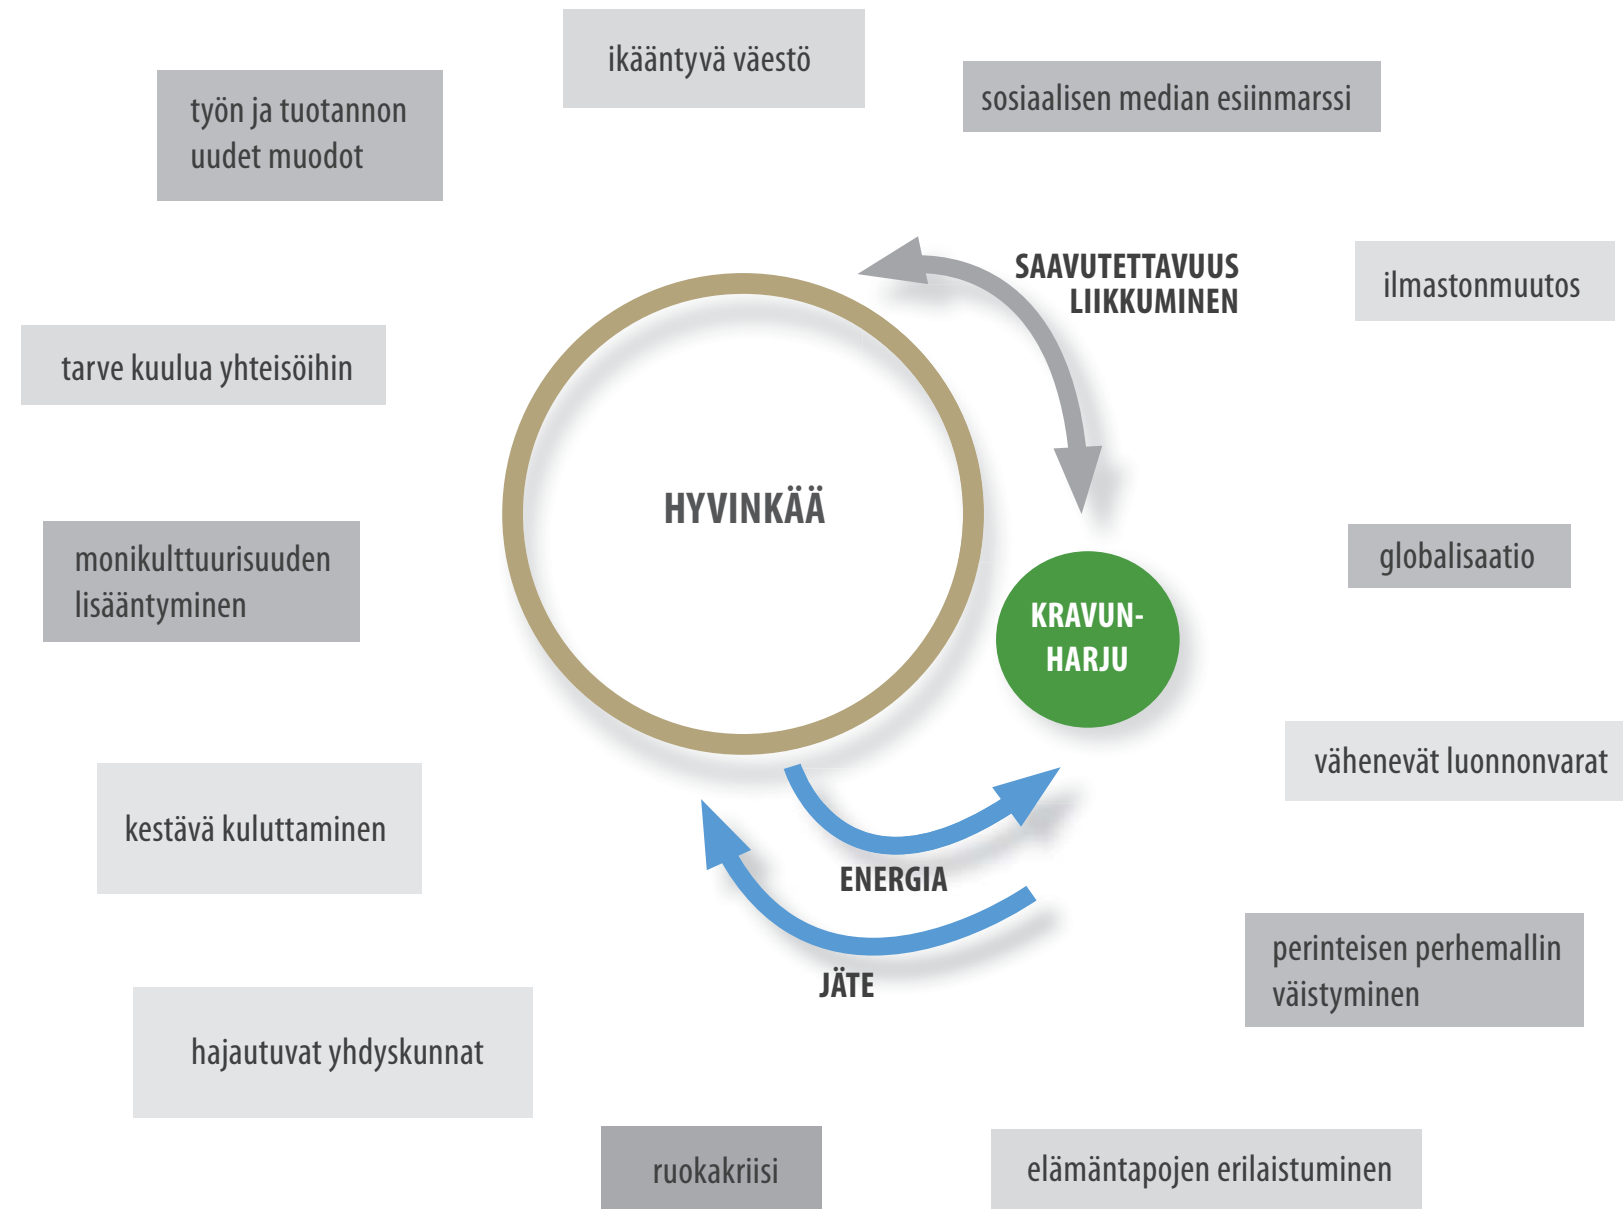 ikääntyvä väestö
työn ja tuotannon
uudet muodot
sosiaalisen median esiinmarssi
SAAVUTETTAVUUS
LIIKKUMINEN
ilmastonmuutos
tarve kuulua yhteisöihin
HYVINKÄÄ
monikulttuurisuuden
lisääntyminen
globalisaatio
KRAVUN-
HARJU
vähenevät luonnonvarat
kestävä kuluttaminen
ENERGIA
JÄTE
perinteisen perhemallin
väistyminen
hajautuvat yhdyskunnat
ruokakriisi
elämäntapojen erilaistuminen